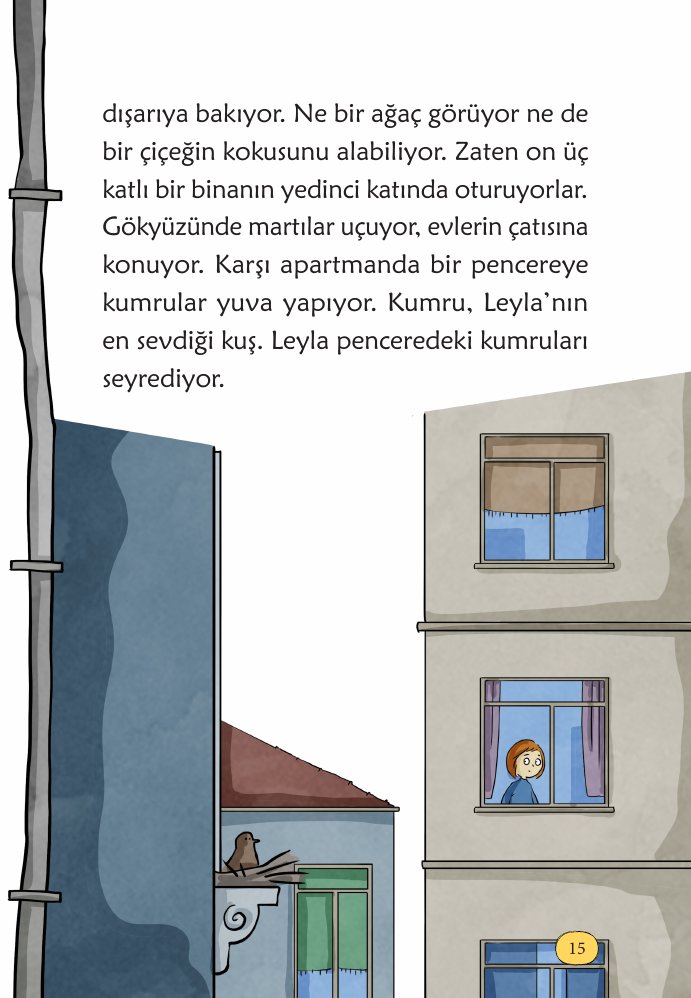 dışarıya bakıyor. Ne bir ağaç görüyor ne de
bir çiçeğin kokusunu alabiliyor. Zaten on üç
katlı bir binanın yedinci katında oturuyorlar.
Gökyüzünde martılar uçuyor, evlerin çatısına
konuyor. Karşı apartmanda bir pencereye
kumrular yuva yapıyor. Kumru, Leyla’nın
en sevdiği kuş. Leyla penceredeki kumruları
seyrediyor.
15